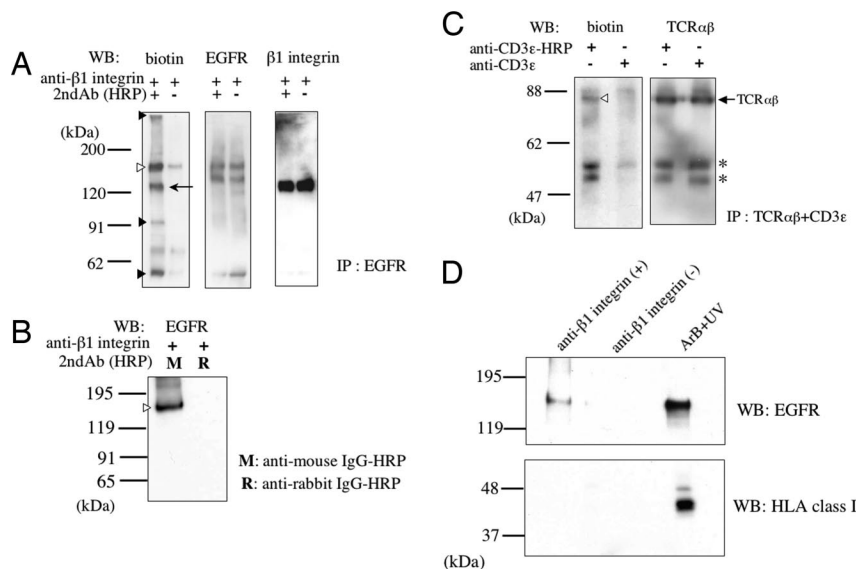 A
WB: biotin EGFR β1 integrin
anti-β1 integrin + + + + + +
2ndAb (HRP) + - + - + -
(kDa)
200
120
91
62
IP : EGFR
B
WB: EGFR
anti-β1 integrin + +
2ndAb (HRP) M R
195
119
91
65
(kDa)
M: anti-mouse IgG-HRP
R: anti-rabbit IgG-HRP
C
WB: biotin TCRαβ
anti-CD3ε-HRP + - + -
anti-CD3ε - + - +
(kDa)
88
62
47
TCRαβ
*
*
IP : TCRαβ+CD3ε
D
anti-β1 integrin (+)
anti-β1 integrin (-)
ArB+UV
195
119
WB: EGFR
48
37
WB: HLA class I
(kDa)